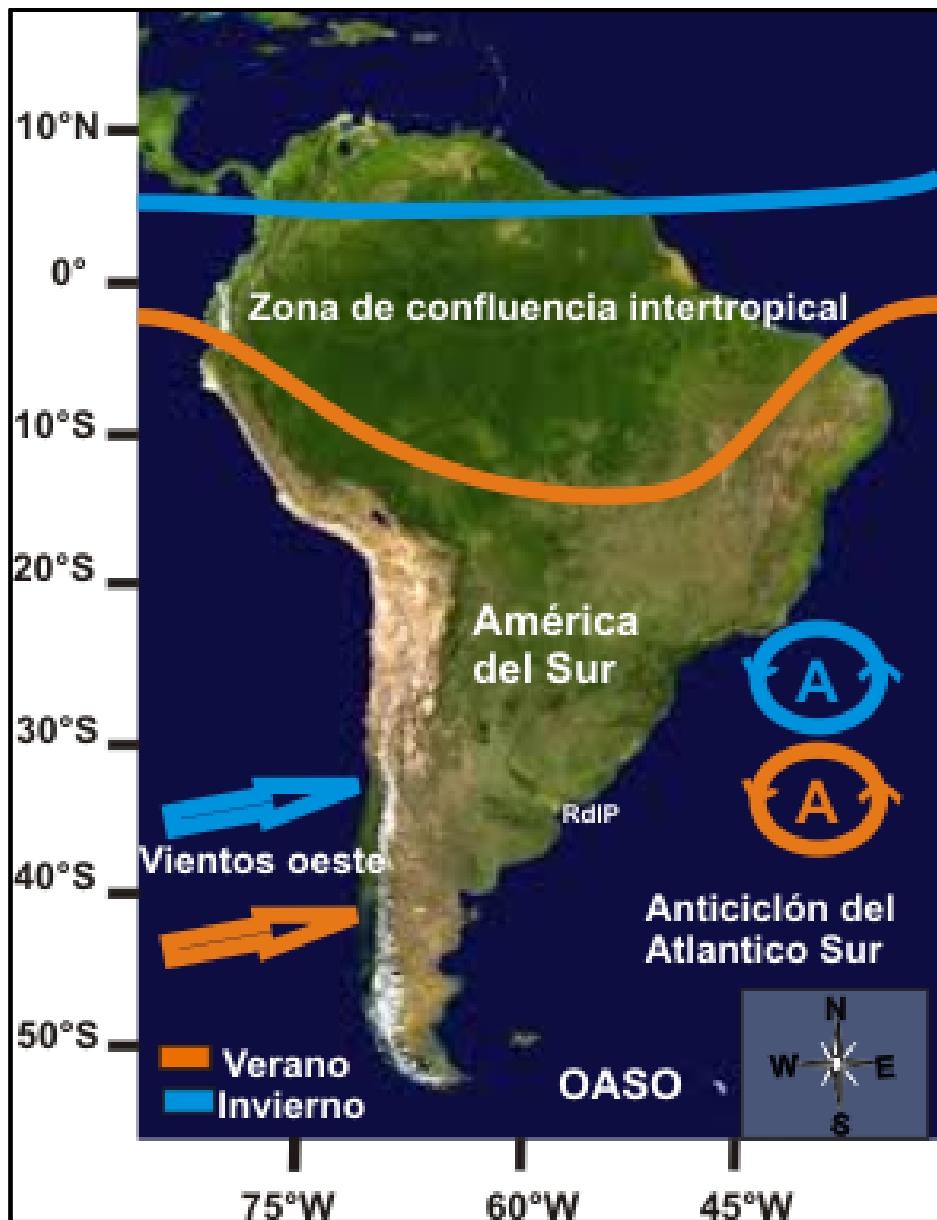 10°N
0°
Zona de confluencia intertropical
10°S
20°S
América
del Sur
A
30°S
A
RdlP
Vientos oeste
40°S
Anticiclón del
Atlantico Sur
N
50°S
Verano
W
E
OASO
Invierno
S
75°W
60°W
45°W